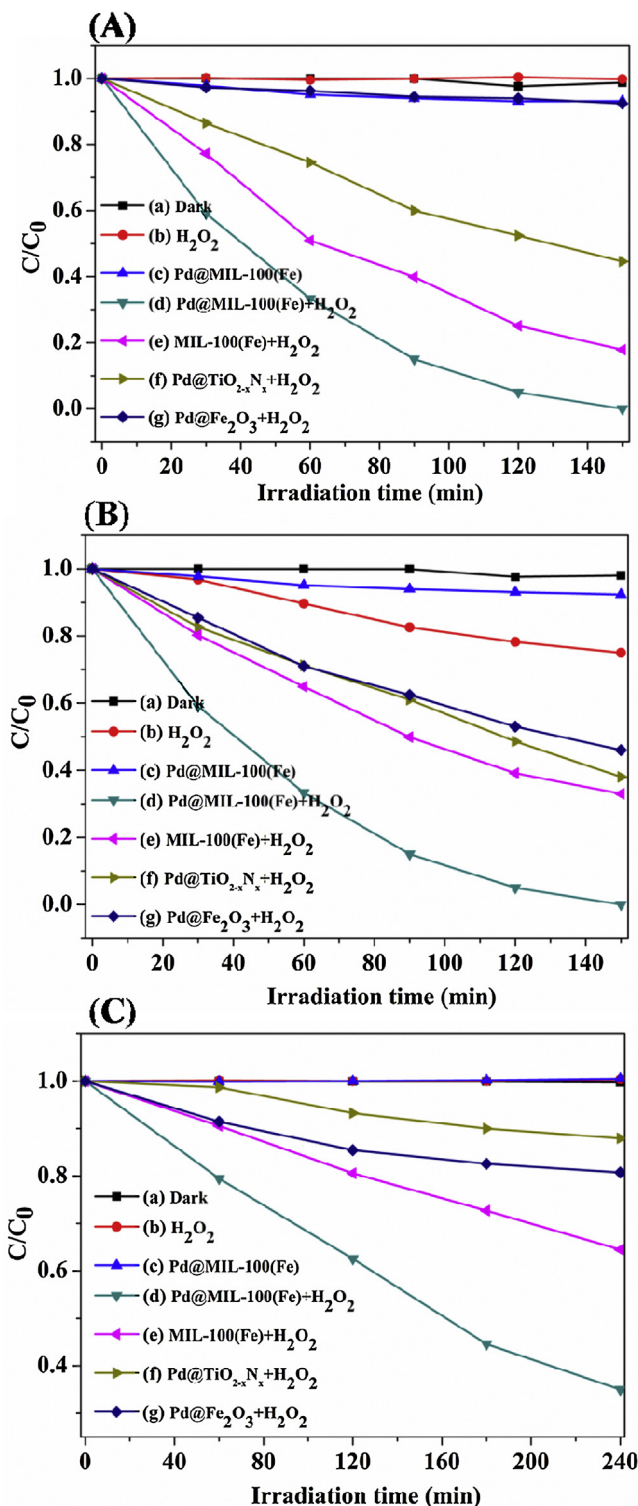 (A)
1.0
0.8
0.6
0.4
0.2
0.0
C/C0
(a) Dark
(b) H2O2
(c) Pd@MIL-100(Fe)
(d) Pd@MIL-100(Fe)+H2O2
(e) MIL-100(Fe)+H2O2
(f) Pd@TiO2-xNx+H2O2
(g) Pd@Fe2O3+H2O2
0 20 40 60 80 100 120 140
Irradiation time (min)
(B)
1.0
0.8
0.6
0.4
0.2
0.0
C/C0
(a) Dark
(b) H2O2
(c) Pd@MIL-100(Fe)
(d) Pd@MIL-100(Fe)+H2O2
(e) MIL-100(Fe)+H2O2
(f) Pd@TiO2-xNx+H2O2
(g) Pd@Fe2O3+H2O2
0 20 40 60 80 100 120 140
Irradiation time (min)
(C)
1.0
0.8
0.6
0.4
C/C0
(a) Dark
(b) H2O2
(c) Pd@MIL-100(Fe)
(d) Pd@MIL-100(Fe)+H2O2
(e) MIL-100(Fe)+H2O2
(f) Pd@TiO2-xNx+H2O2
(g) Pd@Fe2O3+H2O2
0 40 80 120 160 200 240
Irradiation time (min)